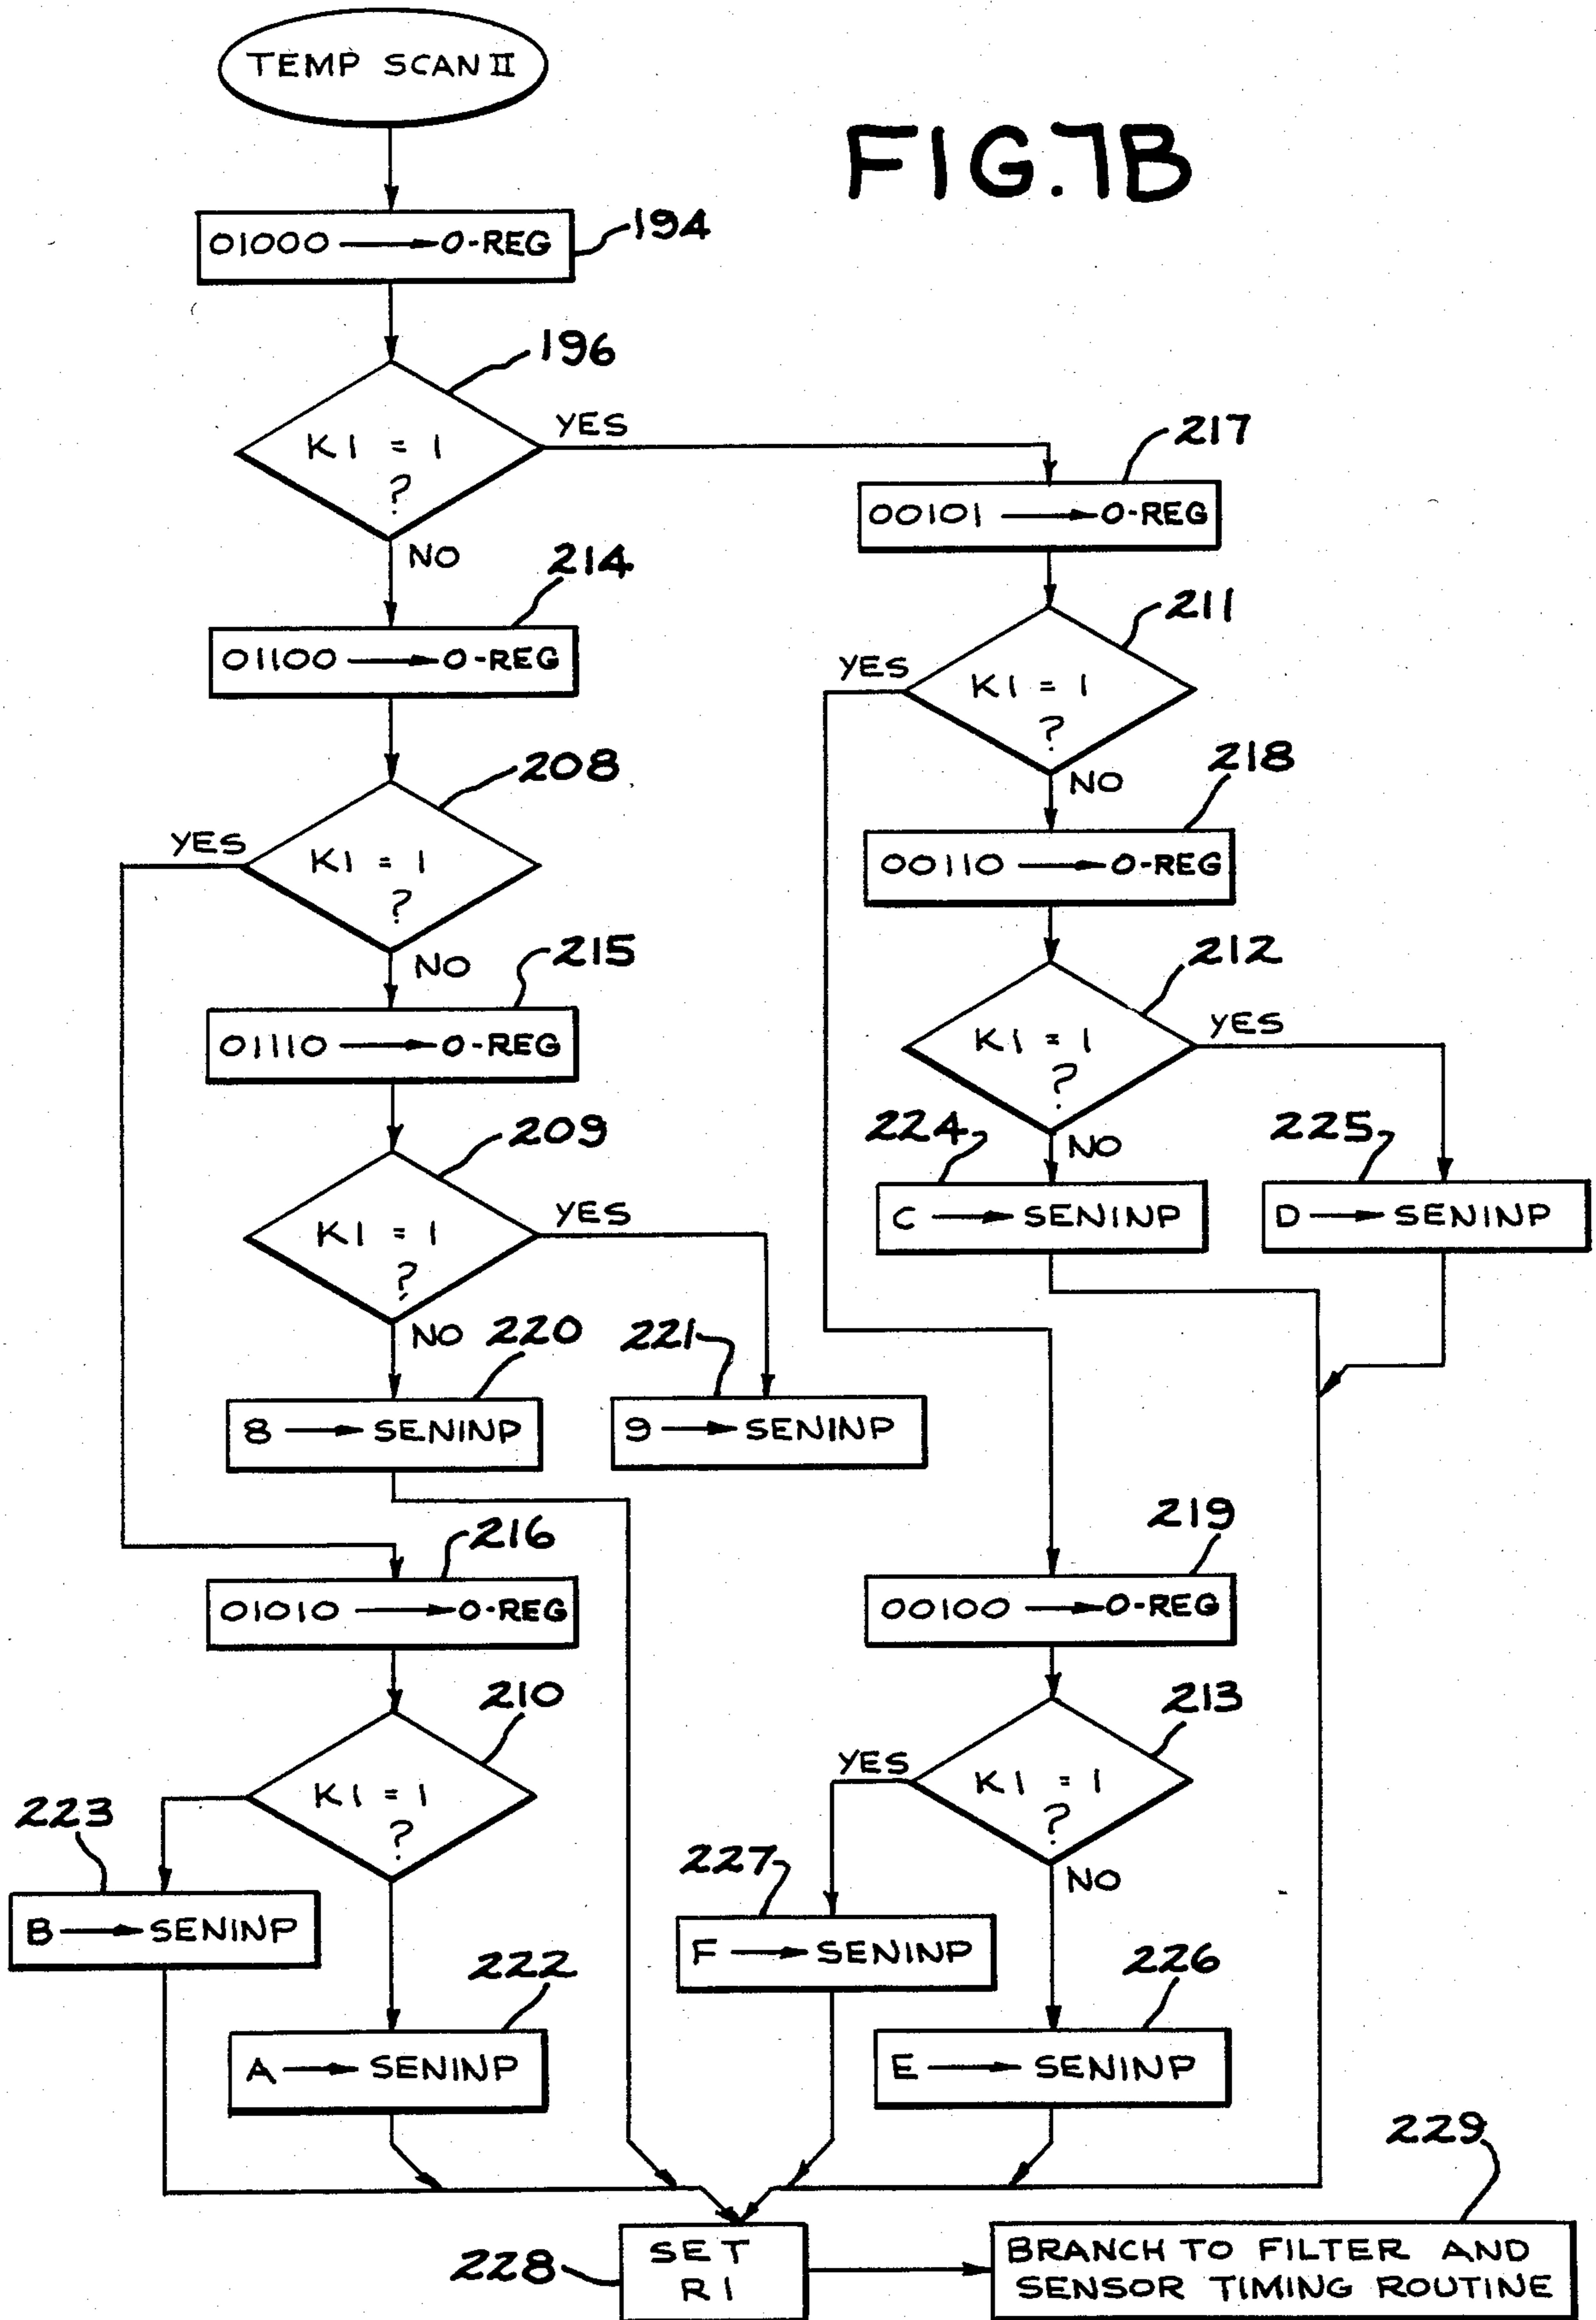 TEMP SCAN II
FIG. 7B
01000 → O-REG
194
196
K1 = 1
?
YES
NO
217
00101 → O-REG
214
01100 → O-REG
211
YES
K1 = 1
?
NO
208
YES
K1 = 1
?
NO
218
00110 → O-REG
215
01110 → O-REG
212
K1 = 1
?
YES
NO
209
K1 = 1
?
YES
NO
224
C → SENINP
225
D → SENINP
220
8 → SENINP
221
9 → SENINP
216
01010 → O-REG
219
00100 → O-REG
210
K1 = 1
?
213
YES
K1 = 1
?
NO
223
B → SENINP
227
F → SENINP
222
A → SENINP
226
E → SENINP
228
SET
R1
229
BRANCH TO FILTER AND
SENSOR TIMING ROUTINE